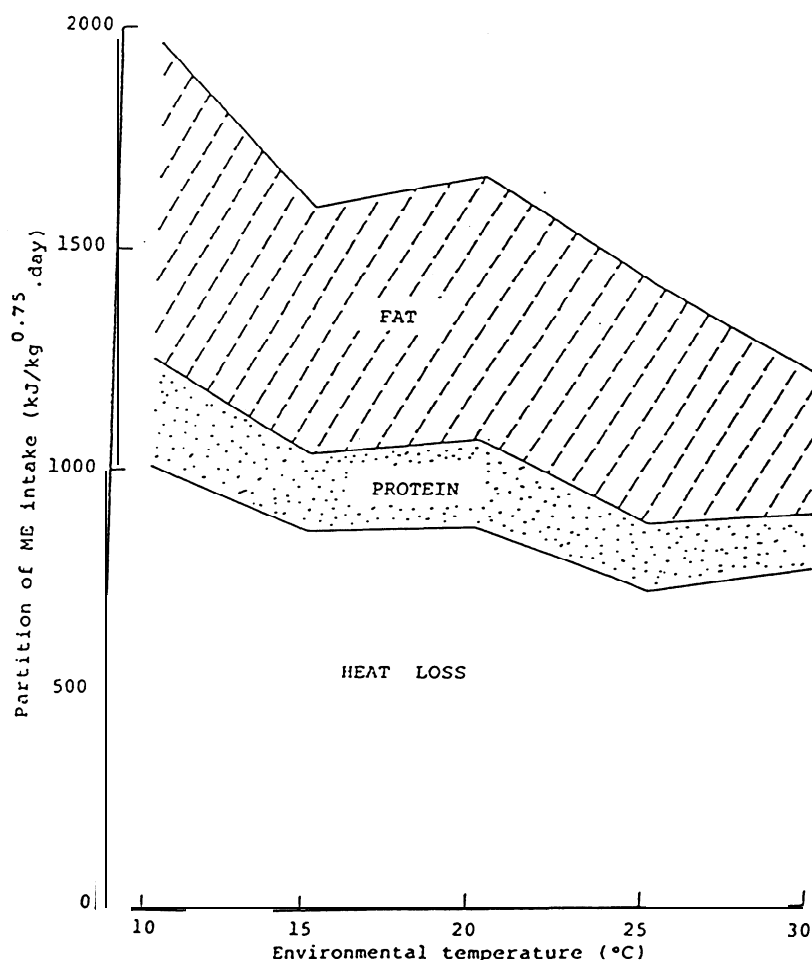 2000
1500
1000
500
0
Partition of ME intake (kJ/kg0.75.day)
FAT
PROTEIN
HEAT LOSS
10 15 20 25 30
Environmental temperature (°C)